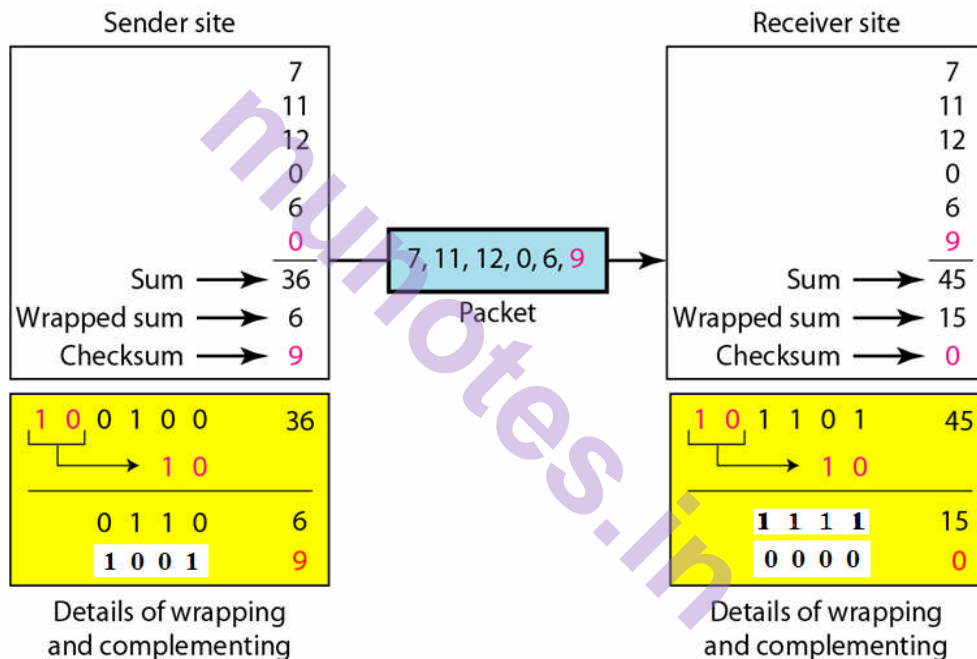 Sender site
7
11
12
0
6
0
Sum 36
Wrapped sum 6
Checksum 9
1 0 0 1 0 0 36
1 0
0 1 1 0 6
1 0 0 1 9
Details of wrapping
and complementing
7, 11, 12, 0, 6, 9
Packet
Receiver site
7
11
12
0
6
9
Sum 45
Wrapped sum 15
Checksum 0
1 0 1 1 0 1 45
1 0
1 1 1 1 15
0 0 0 0 0
Details of wrapping
and complementing
munotes.in